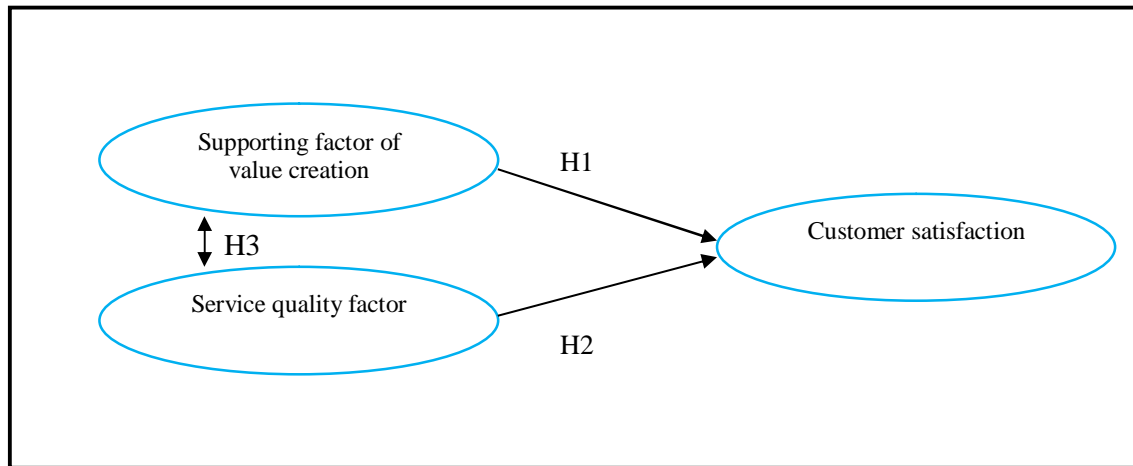 Supporting factor of
value creation
H1
Customer satisfaction
H3
Service quality factor
H2